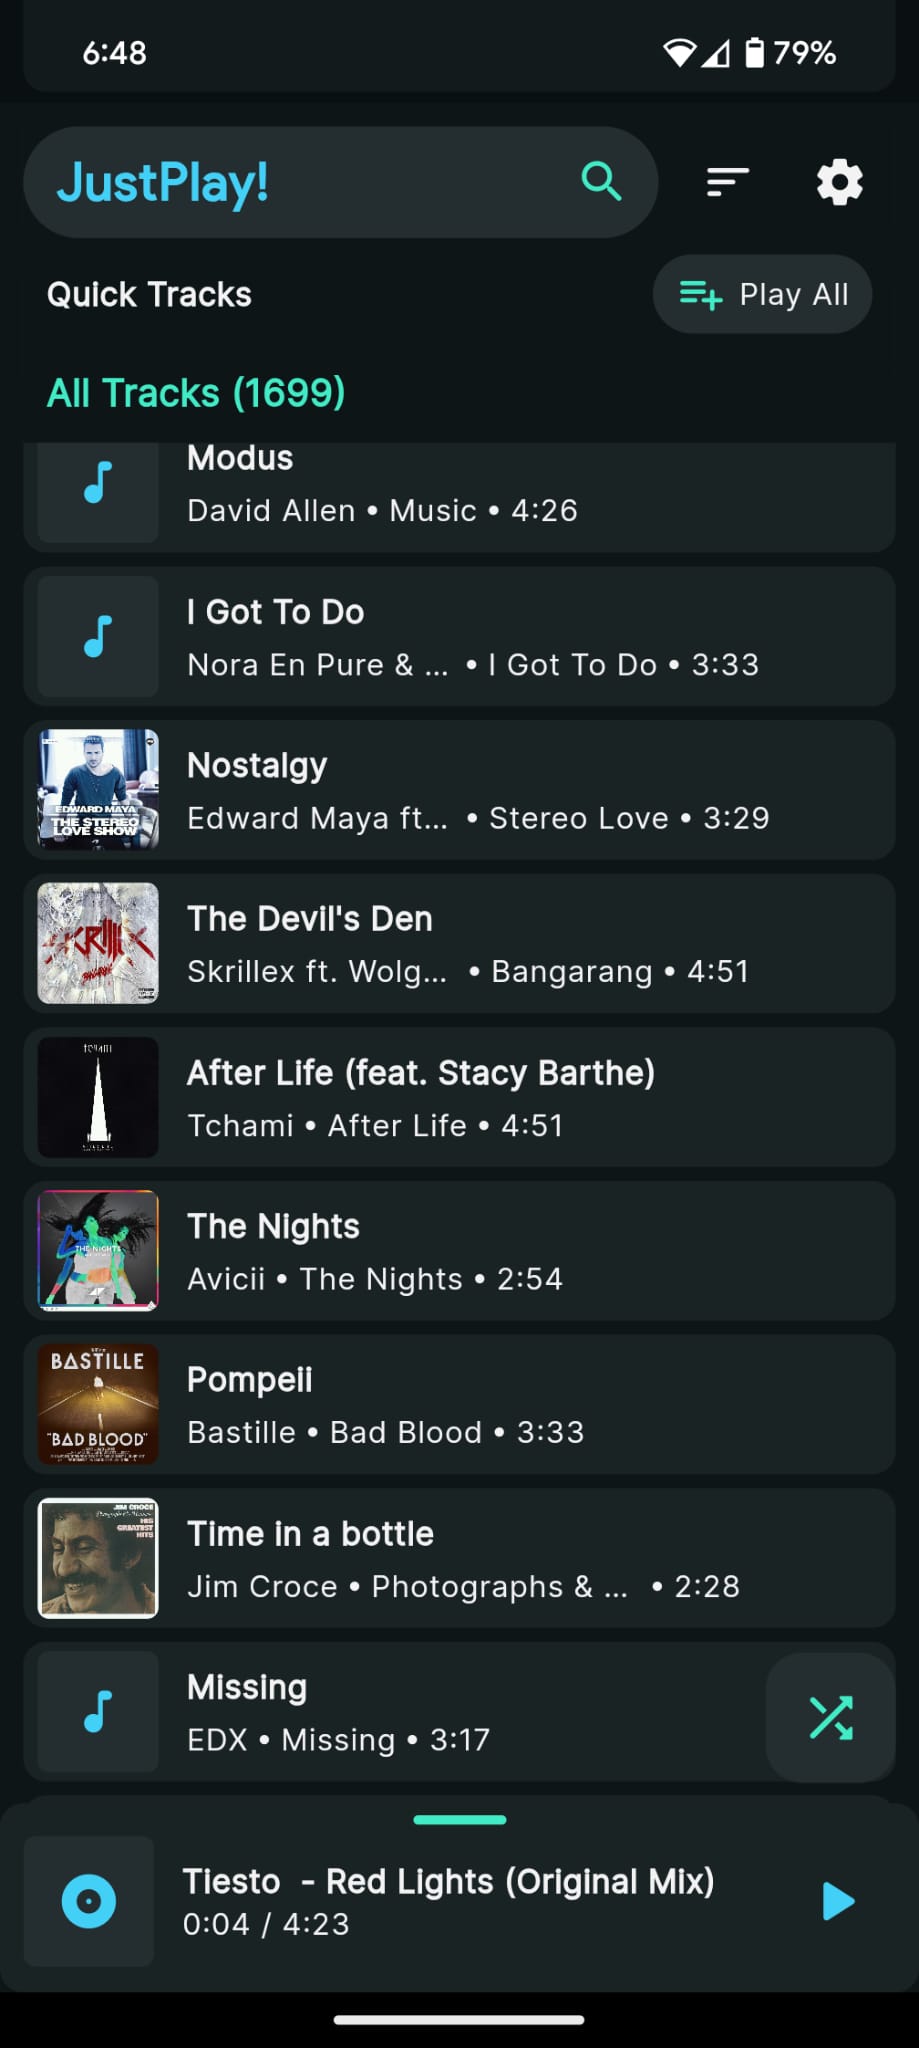 6:48
79%
JustPlay!
Quick Tracks
Play All
All Tracks (1699)
Modus
David Allen • Music • 4:26
I Got To Do
Nora En Pure & ... • I Got To Do • 3:33
EDWARD MAYA
THE STEREO
LOVE SHOW
Nostalgy
Edward Maya ft... • Stereo Love • 3:29
The Devil's Den
Skrillex ft. Wolg... • Bangarang • 4:51
After Life (feat. Stacy Barthe)
Tchami • After Life • 4:51
THE NIGHTS
The Nights
Avicii • The Nights • 2:54
BASTILLE
"BAD BLOOD"
Pompeii
Bastille • Bad Blood • 3:33
JIM CROCE
HIS
GREATEST
HITS
Time in a bottle
Jim Croce • Photographs & ... • 2:28
Missing
EDX • Missing • 3:17
Tiesto  - Red Lights (Original Mix)
0:04 / 4:23